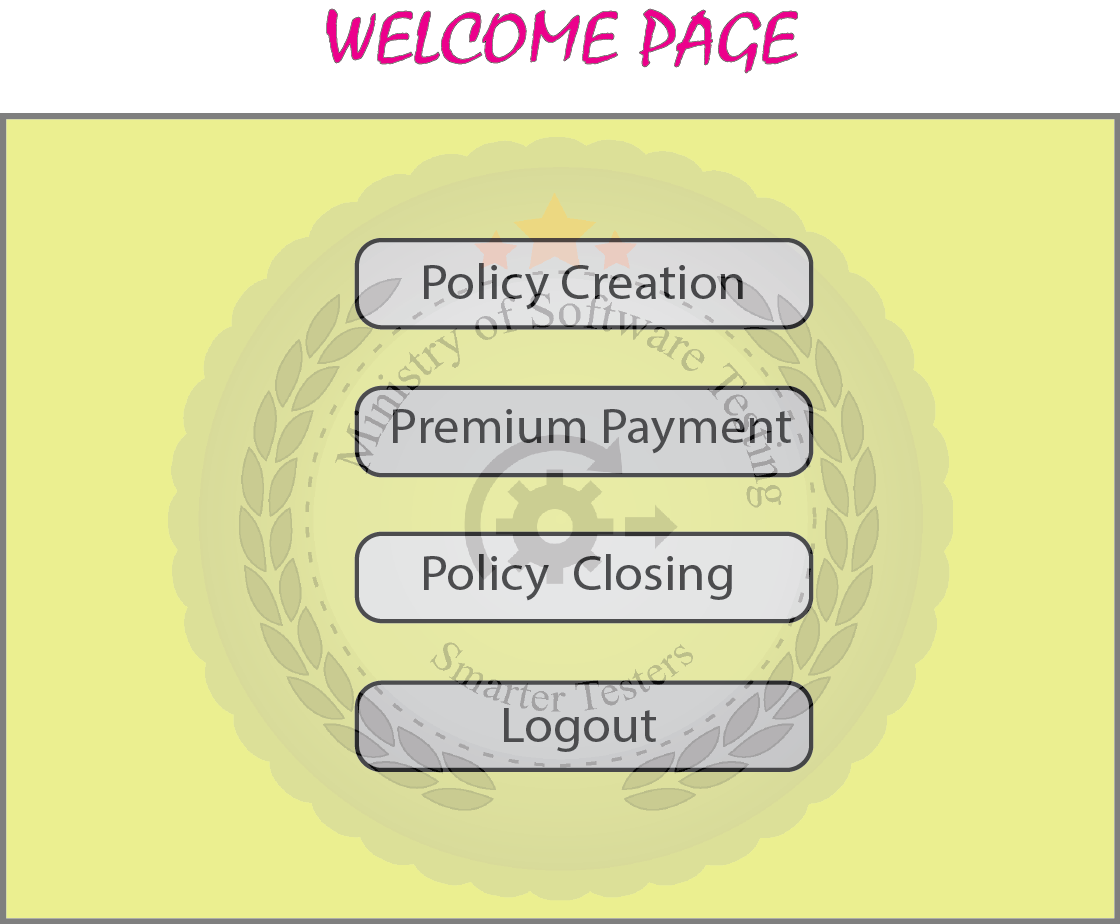 WELCOME PAGE
Policy Creation
Ministry of Software Testing
Premium Payment
Policy Closing
Smarter Testers
Logout